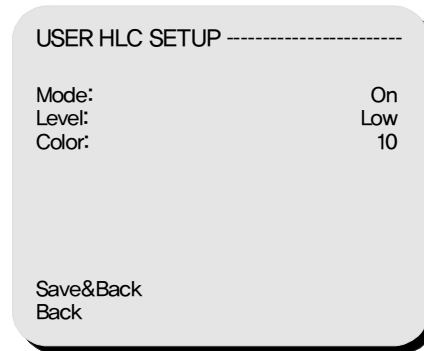 USER HLC SETUP ------------------------
Mode: On
Level: Low
Color: 10
Save&Back
Back